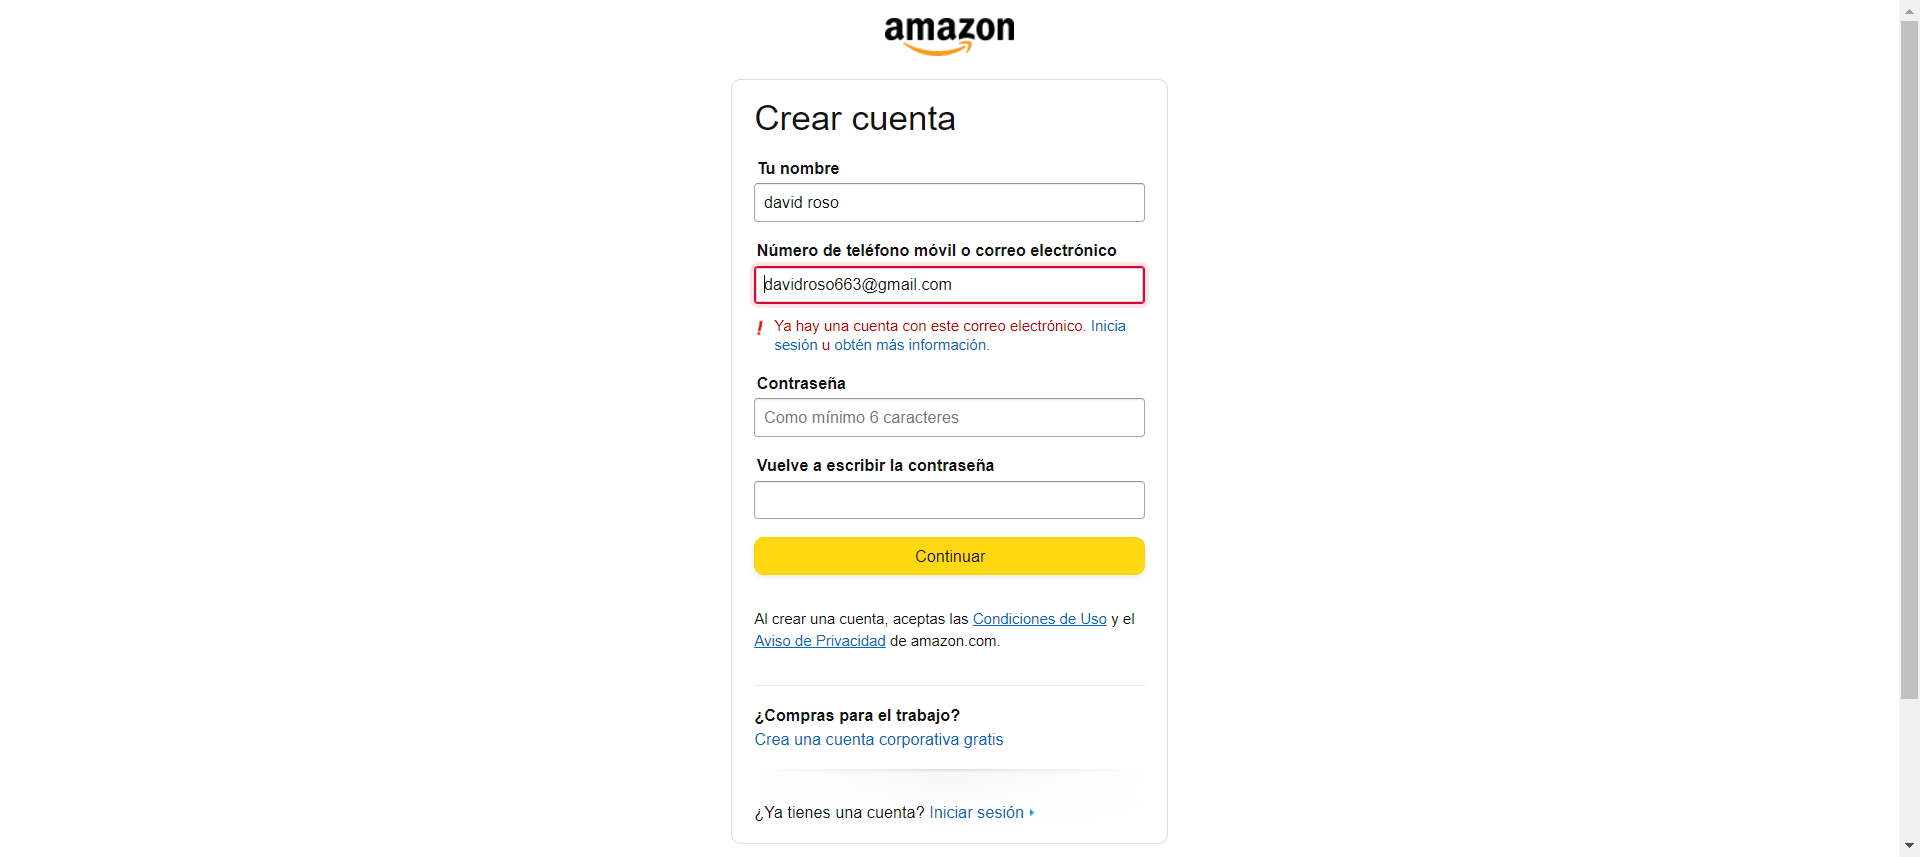 amazon
Crear cuenta
Tu nombre
david roso
Número de teléfono móvil o correo electrónico
davidroso663@gmail.com
Ya hay una cuenta con este correo electrónico. Inicia
sesión u obtén más información.
Contraseña
Como mínimo 6 caracteres
Vuelve a escribir la contraseña
Continuar
Al crear una cuenta, aceptas las Condiciones de Uso y el
Aviso de Privacidad de amazon.com.
¿Compras para el trabajo?
Crea una cuenta corporativa gratis
¿Ya tienes una cuenta? Iniciar sesión